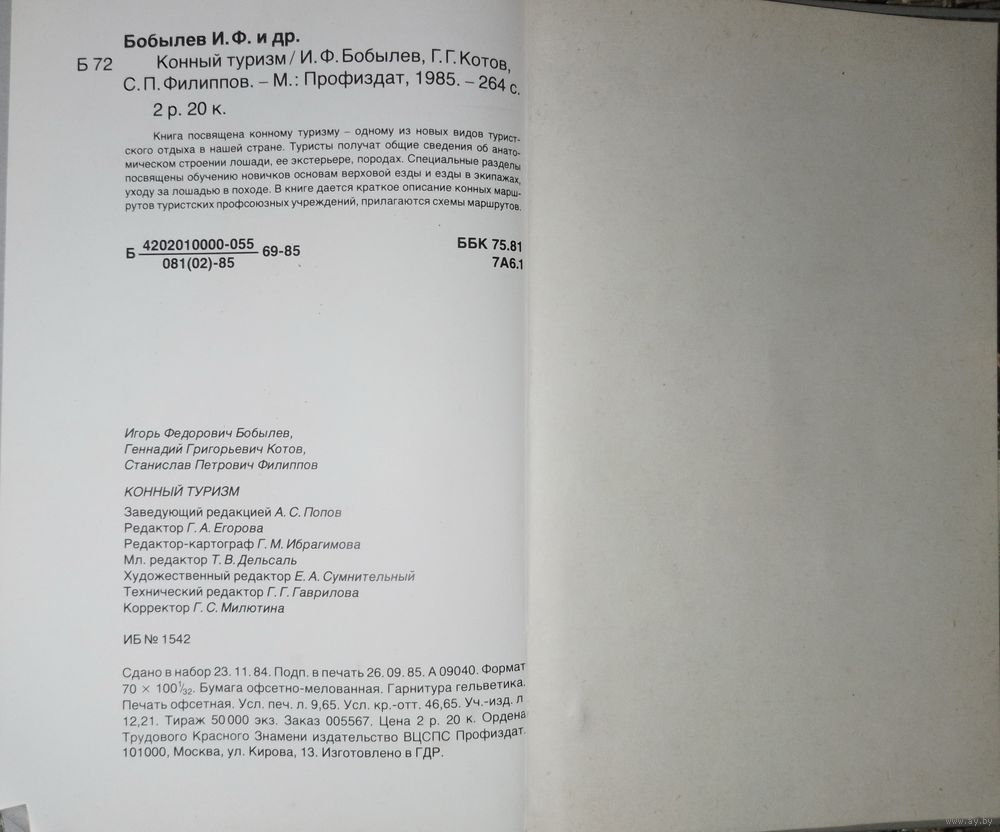 Бобылев И. Ф. и др.
Б 72 Конный туризм / И. Ф. Бобылев, Г. Г. Котов,
С. П. Филиппов. – М.: Профиздат, 1985. – 264 с.
2 р. 20 к.
Книга посвящена конному туризму – одному из новых видов турист-
ского отдыха в нашей стране. Туристы получат общие сведения об анато-
мическом строении лошади, ее экстерьере, породах. Специальные разделы
посвящены обучению новичков основам верховой езды и езды в экипажах,
уходу за лошадью в походе. В книге дается краткое описание конных марш-
рутов туристских профсоюзных учреждений, прилагаются схемы маршрутов.
4202010000-055
Б 69-85
081(02)-85
ББК 75.81
7А6.1
Игорь Федорович Бобылев,
Геннадий Григорьевич Котов,
Станислав Петрович Филиппов
КОННЫЙ ТУРИЗМ
Заведующий редакцией А. С. Попов
Редактор Г. А. Егорова
Редактор-картограф Г. М. Ибрагимова
Мл. редактор Т. В. Дельсаль
Художественный редактор Е. А. Сумнительный
Технический редактор Г. Г. Гаврилова
Корректор Г. С. Милютина
ИБ № 1542
Сдано в набор 23. 11. 84. Подп. в печать 26. 09. 85. А 09040. Формат
70 × 100 1/32. Бумага офсетно-мелованная. Гарнитура гельветика.
Печать офсетная. Усл. печ. л. 9,65. Усл. кр.-отт. 46,65. Уч.-изд. л
12,21. Тираж 50 000 экз. Заказ 005567. Цена 2 р. 20 к. Ордена
Трудового Красного Знамени издательство ВЦСПС Профиздат.
101000, Москва, ул. Кирова, 13. Изготовлено в ГДР.
www.ay.by